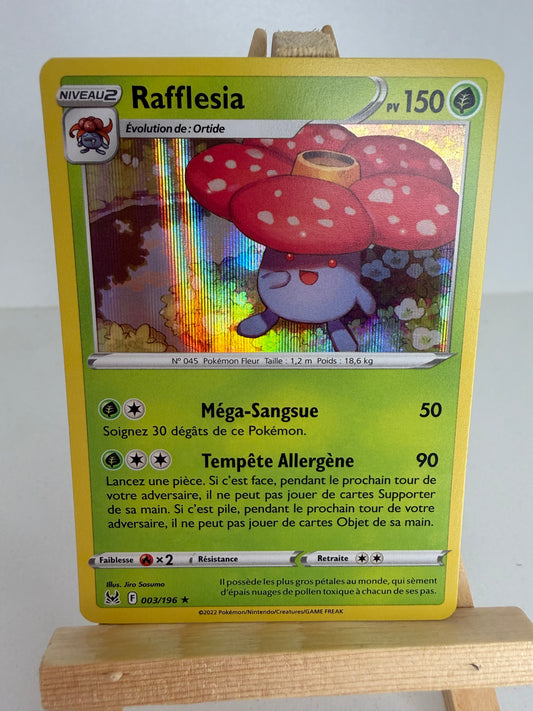 NIVEAU2 Rafflesia PV 150
Évolution de : Ortide
N° 045 Pokémon Fleur Taille : 1,2 m Poids : 18,6 kg
Méga-Sangsue 50
Soignez 30 dégâts de ce Pokémon.
Tempête Allergène 90
Lancez une pièce. Si c'est face, pendant le prochain tour de
votre adversaire, il ne peut pas jouer de cartes Supporter
de sa main. Si c'est pile, pendant le prochain tour de votre
adversaire, il ne peut pas jouer de cartes Objet de sa main.
Faiblesse ×2 Résistance Retraite
Illus. Jiro Sasumo
F 003/196 ★
Il possède les plus gros pétales au monde, qui sèment
d'épais nuages de pollen toxique à chacun de ses pas.
©2022 Pokémon/Nintendo/Creatures/GAME FREAK